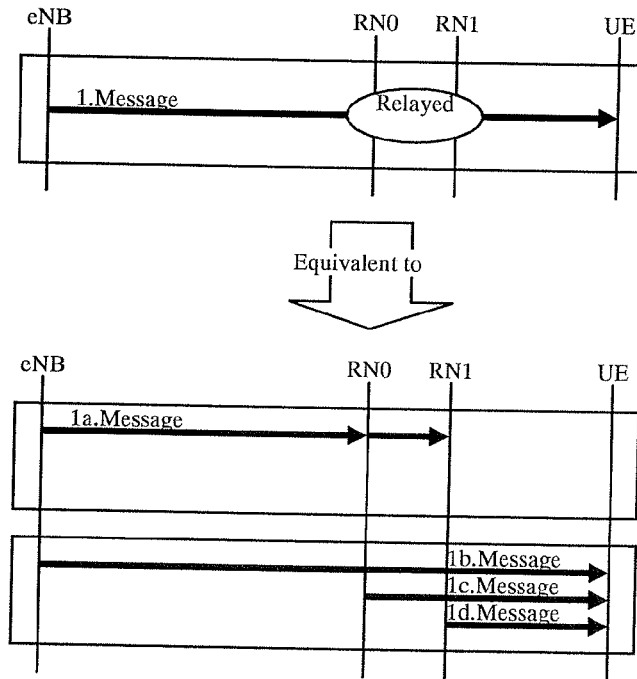 eNB RN0 RN1 UE
1.Message
Relayed
Equivalent to
eNB RN0 RN1 UE
1a.Message
1b.Message
1c.Message
1d.Message